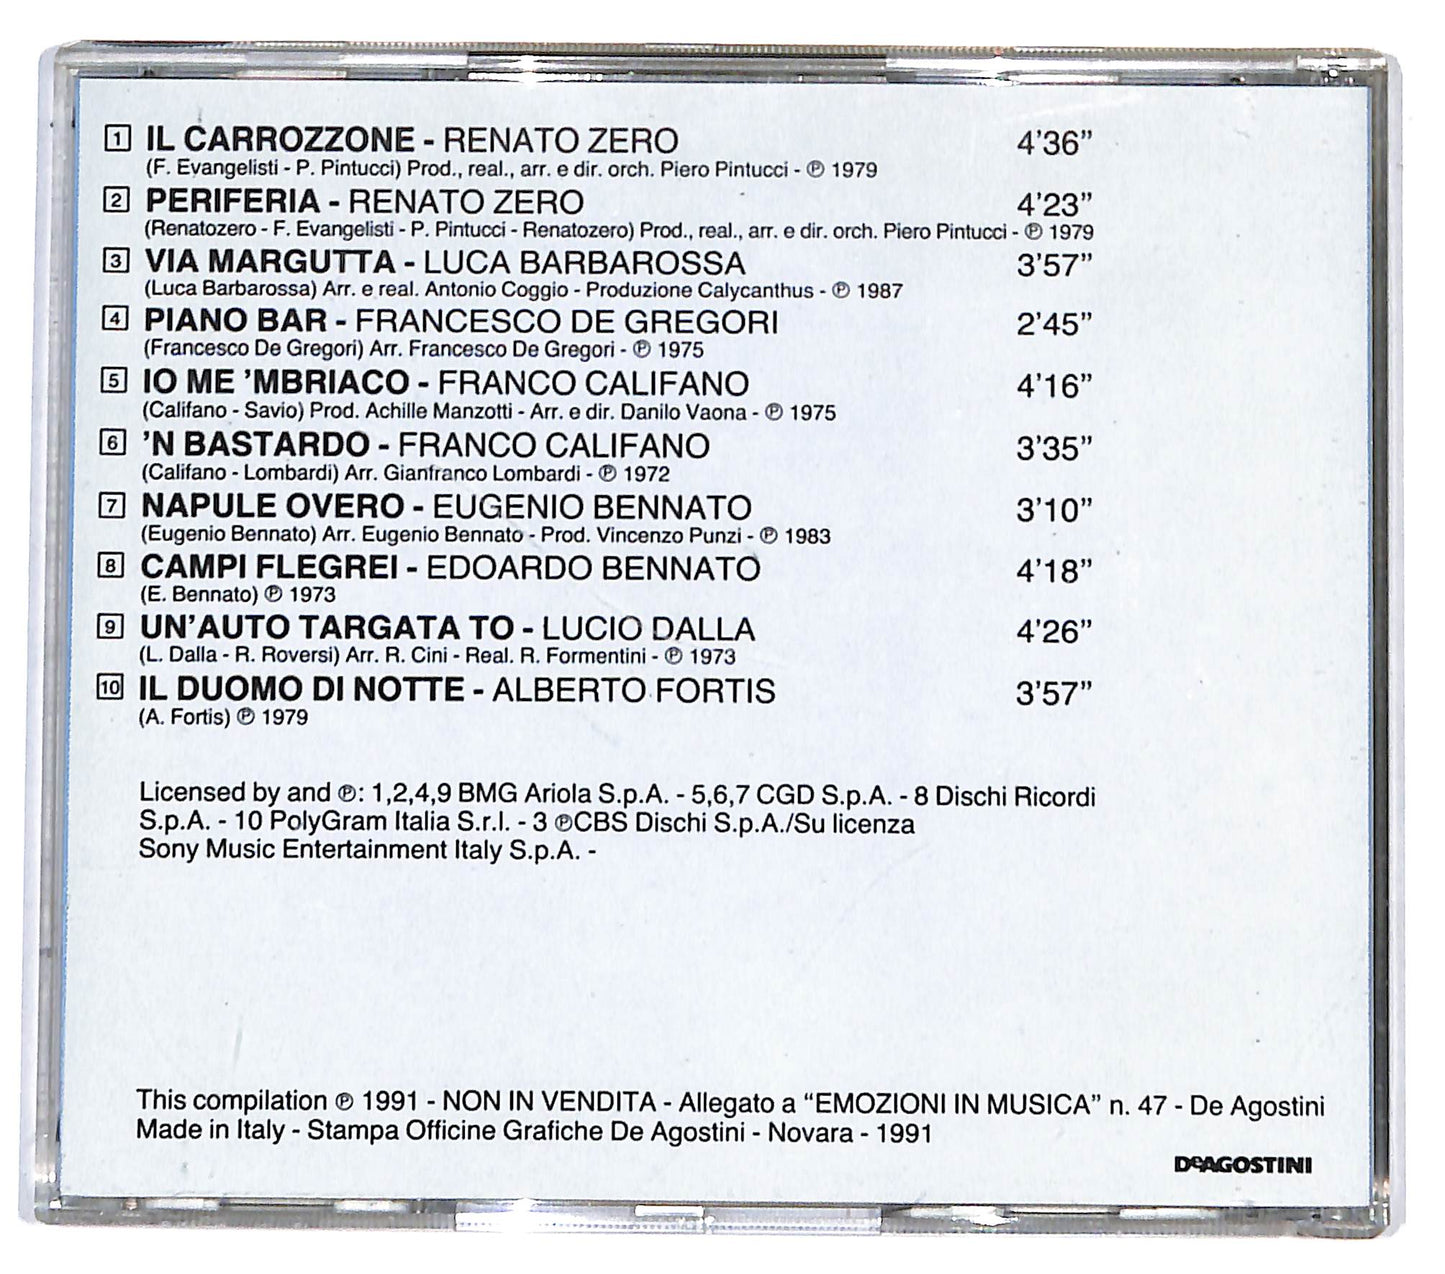 1 IL CARROZZONE - RENATO ZERO 4'36"
(F. Evangelisti - P. Pintucci) Prod., real., arr. e dir. orch. Piero Pintucci - ℗ 1979
2 PERIFERIA - RENATO ZERO 4'23"
(Renatozero - F. Evangelisti - P. Pintucci - Renatozero) Prod., real., arr. e dir. orch. Piero Pintucci - ℗ 1979
3 VIA MARGUTTA - LUCA BARBAROSSA 3'57"
(Luca Barbarossa) Arr. e real. Antonio Coggio - Produzione Calycanthus - ℗ 1987
4 PIANO BAR - FRANCESCO DE GREGORI 2'45"
(Francesco De Gregori) Arr. Francesco De Gregori - ℗ 1975
5 IO ME 'MBRIACO - FRANCO CALIFANO 4'16"
(Califano - Savio) Prod. Achille Manzotti - Arr. e dir. Danilo Vaona - ℗ 1975
6 'N BASTARDO - FRANCO CALIFANO 3'35"
(Califano - Lombardi) Arr. Gianfranco Lombardi - ℗ 1972
7 NAPULE OVERO - EUGENIO BENNATO 3'10"
(Eugenio Bennato) Arr. Eugenio Bennato - Prod. Vincenzo Punzi - ℗ 1983
8 CAMPI FLEGREI - EDOARDO BENNATO 4'18"
(E. Bennato) ℗ 1973
9 UN'AUTO TARGATA TO - LUCIO DALLA 4'26"
(L. Dalla - R. Roversi) Arr. R. Cini - Real. R. Formentini - ℗ 1973
10 IL DUOMO DI NOTTE - ALBERTO FORTIS 3'57"
(A. Fortis) ℗ 1979
Licensed by and ℗: 1,2,4,9 BMG Ariola S.p.A. - 5,6,7 CGD S.p.A. - 8 Dischi Ricordi
S.p.A. - 10 PolyGram Italia S.r.l. - 3 ℗CBS Dischi S.p.A./Su licenza
Sony Music Entertainment Italy S.p.A. -
This compilation ℗ 1991 - NON IN VENDITA - Allegato a "EMOZIONI IN MUSICA" n. 47 - De Agostini
Made in Italy - Stampa Officine Grafiche De Agostini - Novara - 1991
DeAGOSTINI